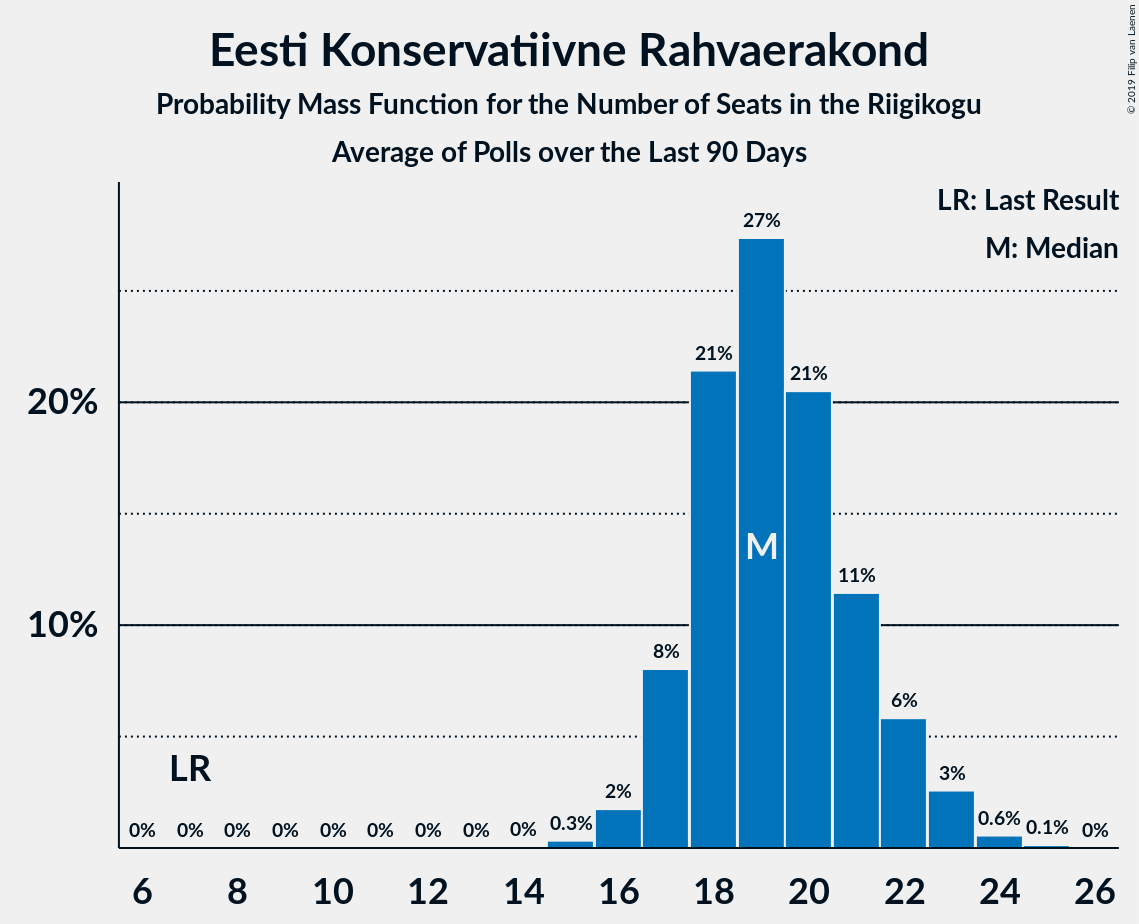 Eesti Konservatiivne Rahvaerakond
Probability Mass Function for the Number of Seats in the Riigikogu
Average of Polls over the Last 90 Days
© 2019 Filip van Laenen
LR: Last Result
M: Median
27%
21%
21%
20%
M
11%
10%
8%
6%
LR
3%
2%
0% 0% 0% 0% 0% 0% 0% 0% 0% 0.3% 0.6% 0.1% 0%
6 8 10 12 14 16 18 20 22 24 26